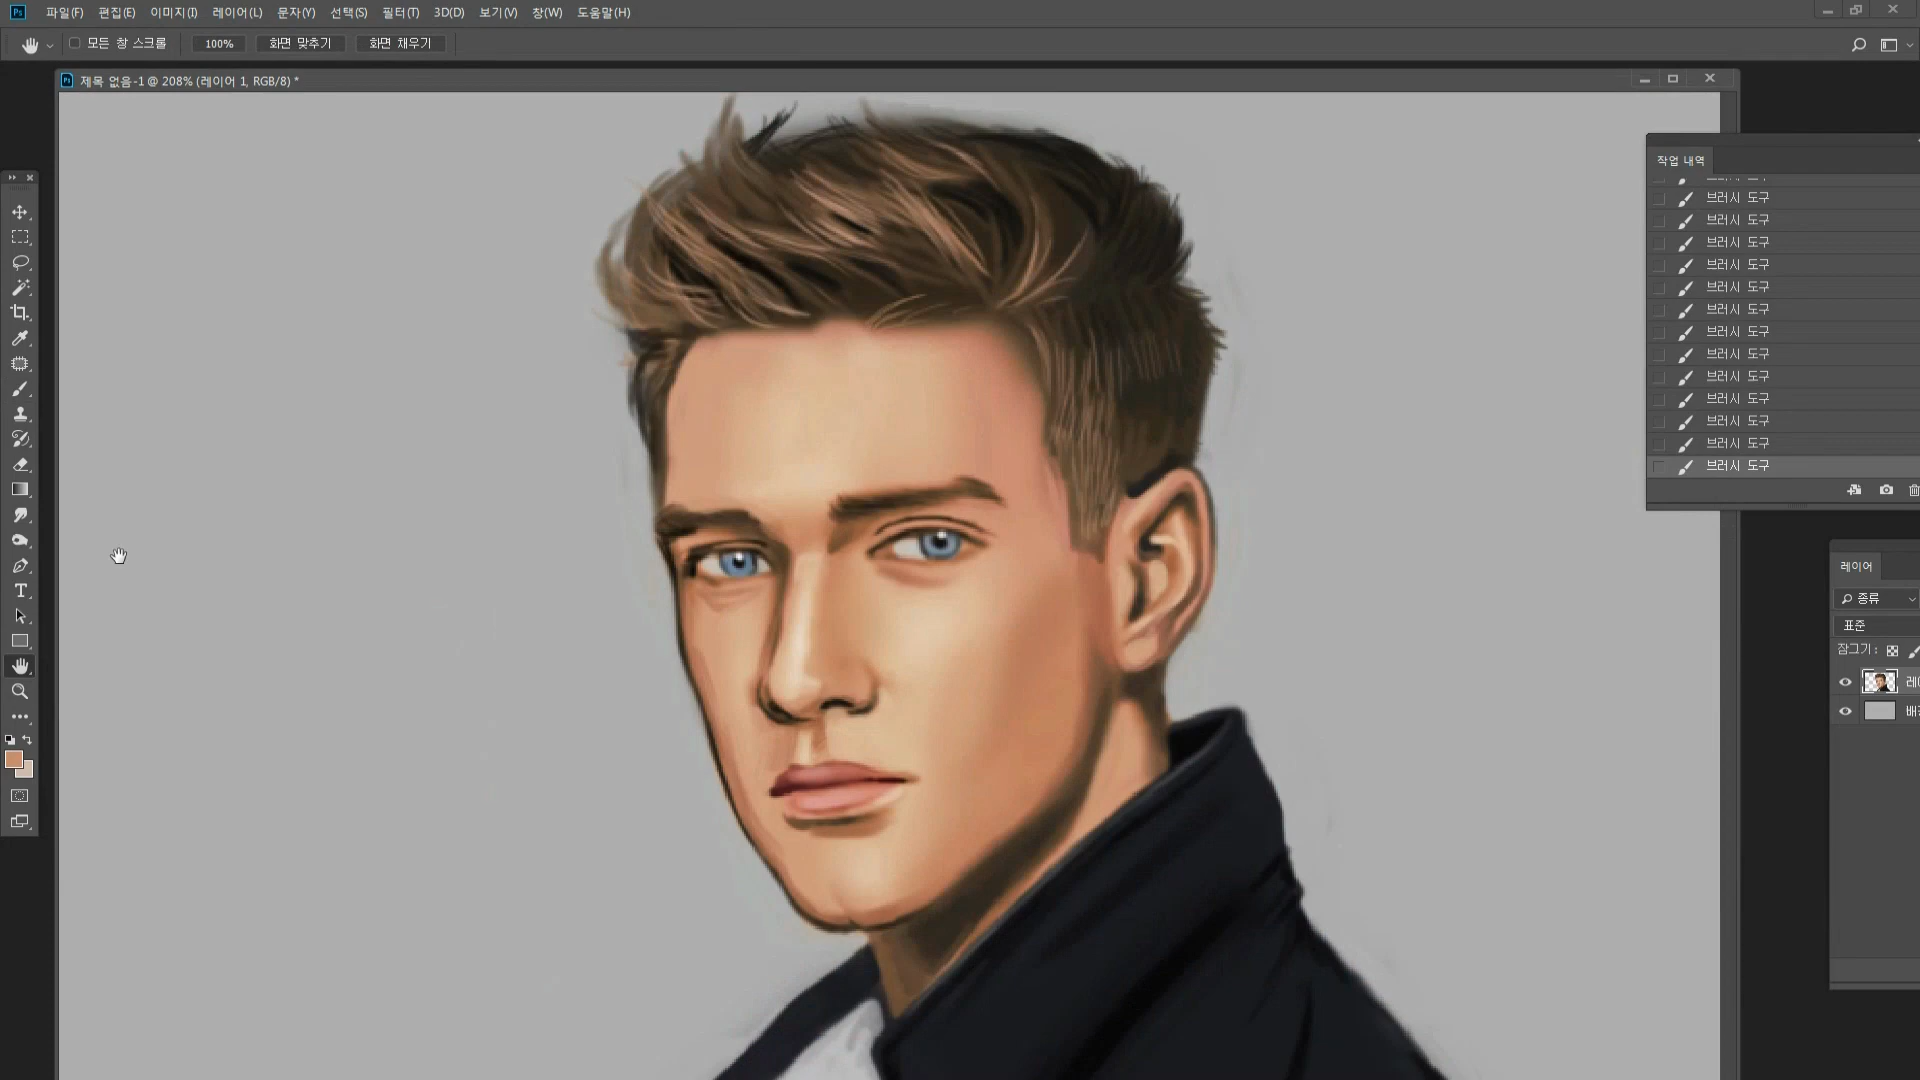 Ps 파일(F) 편집(E) 이미지(I) 레이어(L) 문자(Y) 선택(S) 필터(T) 3D(D) 보기(V) 창(W) 도움말(H)
모든 창 스크롤 100% 화면 맞추기 화면 채우기
Ps 제목 없음-1 @ 208% (레이어 1, RGB/8) *
작업 내역
브러시 도구
브러시 도구
브러시 도구
브러시 도구
브러시 도구
브러시 도구
브러시 도구
브러시 도구
브러시 도구
브러시 도구
브러시 도구
브러시 도구
브러시 도구
레이어
종류
표준
잠그기: